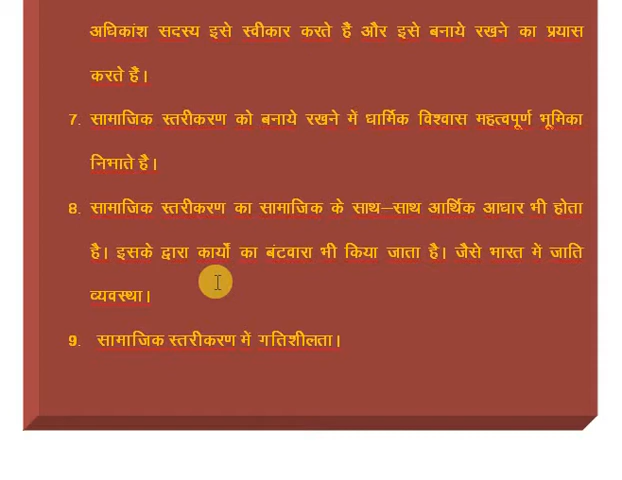 अधिकांश सदस्य इसे स्वीकार करते हैं और इसे बनाये रखने का प्रयास
करते हैं।
7. सामाजिक स्तरीकरण को बनाये रखने में धार्मिक विश्वास महत्वपूर्ण भूमिका
निभाते है।
8. सामाजिक स्तरीकरण का सामाजिक के साथ–साथ आर्थिक आधार भी होता
है। इसके द्वारा कार्यों का बंटवारा भी किया जाता है। जैसे भारत में जाति
व्यवस्था।
9. सामाजिक स्तरीकरण में गतिशीलता।